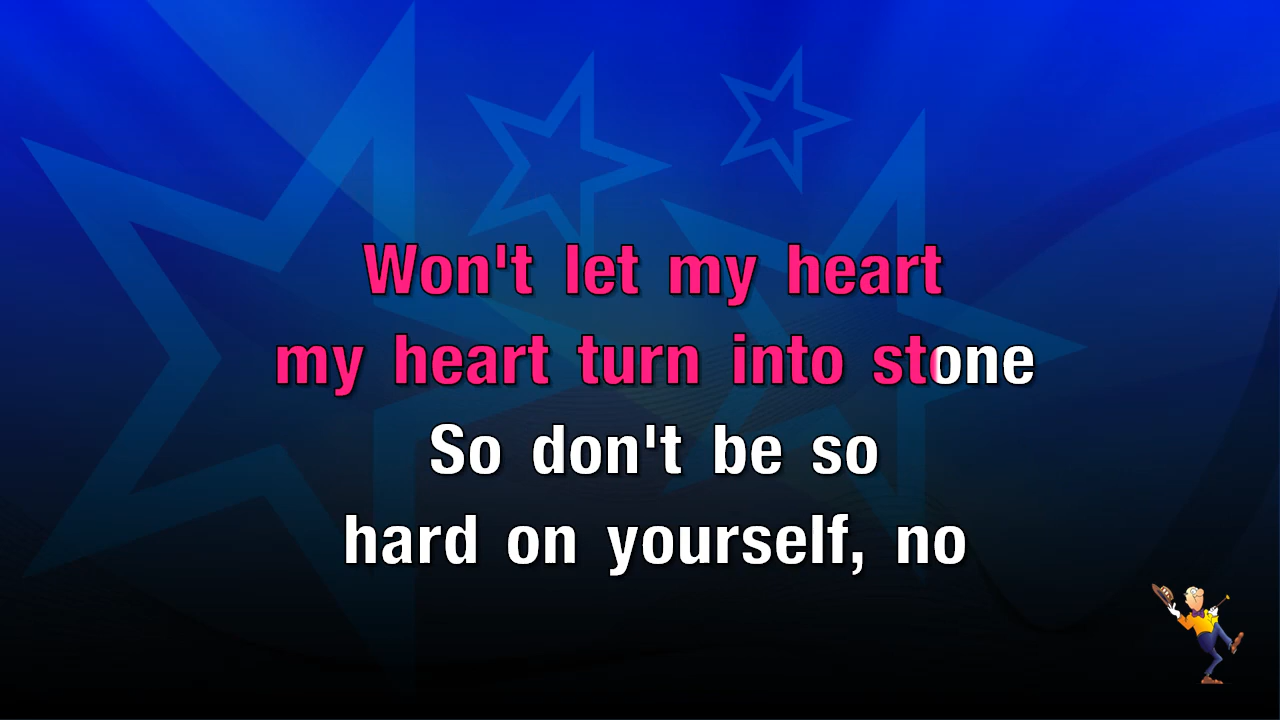 Won't let my heart
my heart turn into stone
So don't be so
hard on yourself, no